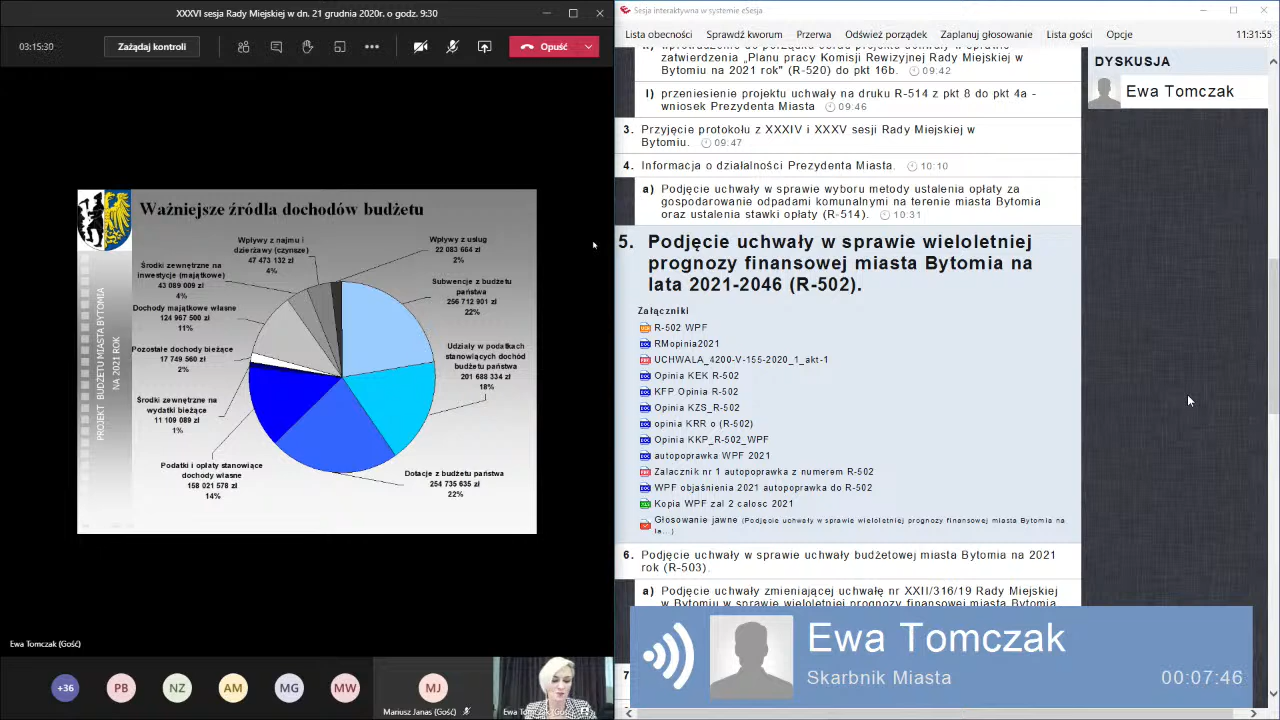 XXXVI sesja Rady Miejskiej w dn. 21 grudnia 2020r, o godz. 9:30
03:15:30
Zażądaj kontroli
Opuść
Ważniejsze źródła dochodów budżetu
PROJEKT BUDŻETU MIASTA BYTOMIA
NA 2021 ROK
Wpływy z najmu i
dzierżawy (czynsze)
47 473 132 zł
4%
Wpływy z usług
22 083 664 zł
2%
Środki zewnętrzne na
inwestycje (majątkowe)
43 089 009 zł
4%
Subwencje z budżetu
państwa
256 712 901 zł
22%
Dochody majątkowe własne
124 967 500 zł
11%
Udziały w podatkach
stanowiących dochód
budżetu państwa
201 688 334 zł
18%
Pozostałe dochody bieżące
17 749 560 zł
2%
Środki zewnętrzne na
wydatki bieżące
11 109 089 zł
1%
Podatki i opłaty stanowiące
dochody własne
158 021 578 zł
14%
Dotacje z budżetu państwa
254 735 635 zł
22%
Ewa Tomczak (Gość)
+36
PB
NZ
AM
MG
MW
MJ
Mariusz Janas (Gość)
Sesja interaktywna w systemie eSesja
Lista obecności Sprawdź kworum Przerwa Odśwież porządek Zaplanuj głosowanie Lista gości Opcje
11:31:55
zatwierdzenia „Planu pracy Komisji Rewizyjnej Rady Miejskiej w
Bytomiu na 2021 rok" (R-520) do pkt 16b. 09:42
l) przeniesienie projektu uchwały na druku R-514 z pkt 8 do pkt 4a -
wniosek Prezydenta Miasta 09:46
3. Przyjęcie protokołu z XXXIV i XXXV sesji Rady Miejskiej w
Bytomiu. 09:47
4. Informacja o działalności Prezydenta Miasta. 10:10
a) Podjęcie uchwały w sprawie wyboru metody ustalenia opłaty za
gospodarowanie odpadami komunalnymi na terenie miasta Bytomia
oraz ustalenia stawki opłaty (R-514). 10:31
5. Podjęcie uchwały w sprawie wieloletniej
prognozy finansowej miasta Bytomia na
lata 2021-2046 (R-502).
Załączniki
R-502 WPF
RMopinia2021
UCHWALA_4200-V-155-2020_1_akt-1
Opinia KEK R-502
KFP Opinia R-502
Opinia KZS_R-502
opinia KRR o (R-502)
Opinia KKP_R-502_WPF
autopoprawka WPF 2021
Zalacznik nr 1 autopoprawka z numerem R-502
WPF objaśnienia 2021 autopoprawka do R-502
Kopia WPF zal 2 calosc 2021
Głosowanie jawne (Podjęcie uchwały w sprawie wieloletniej prognozy finansowej miasta Bytomia na
la...)
6. Podjęcie uchwały w sprawie uchwały budżetowej miasta Bytomia na 2021
rok (R-503).
a) Podjęcie uchwały zmieniającej uchwałę nr XXII/316/19 Rady Miejskiej
w Bytomiu w sprawie wieloletniej prognozy finansowej miasta Bytomia
7
DYSKUSJA
Ewa Tomczak
Ewa Tomczak
Skarbnik Miasta
00:07:46